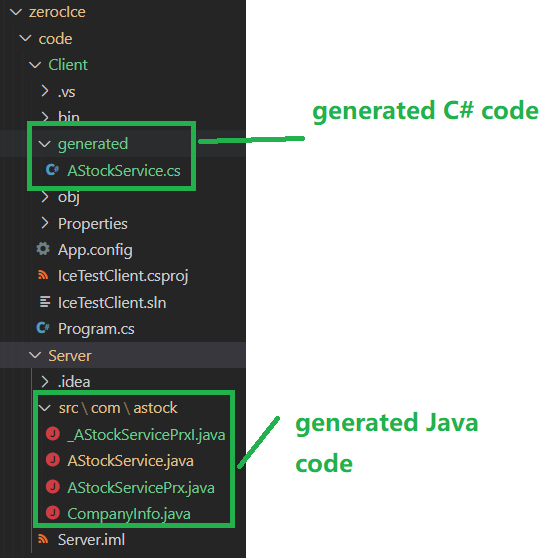 zeroclce
code
Client
.vs
bin
generated
generated C# code
C# AStockService.cs
obj
Properties
App.config
IceTestClient.csproj
IceTestClient.sln
C# Program.cs
Server
.idea
src\com\astock
J _AStockServicePrxI.java
generated Java
code
J AStockService.java
J AStockServicePrx.java
J CompanyInfo.java
Server.iml